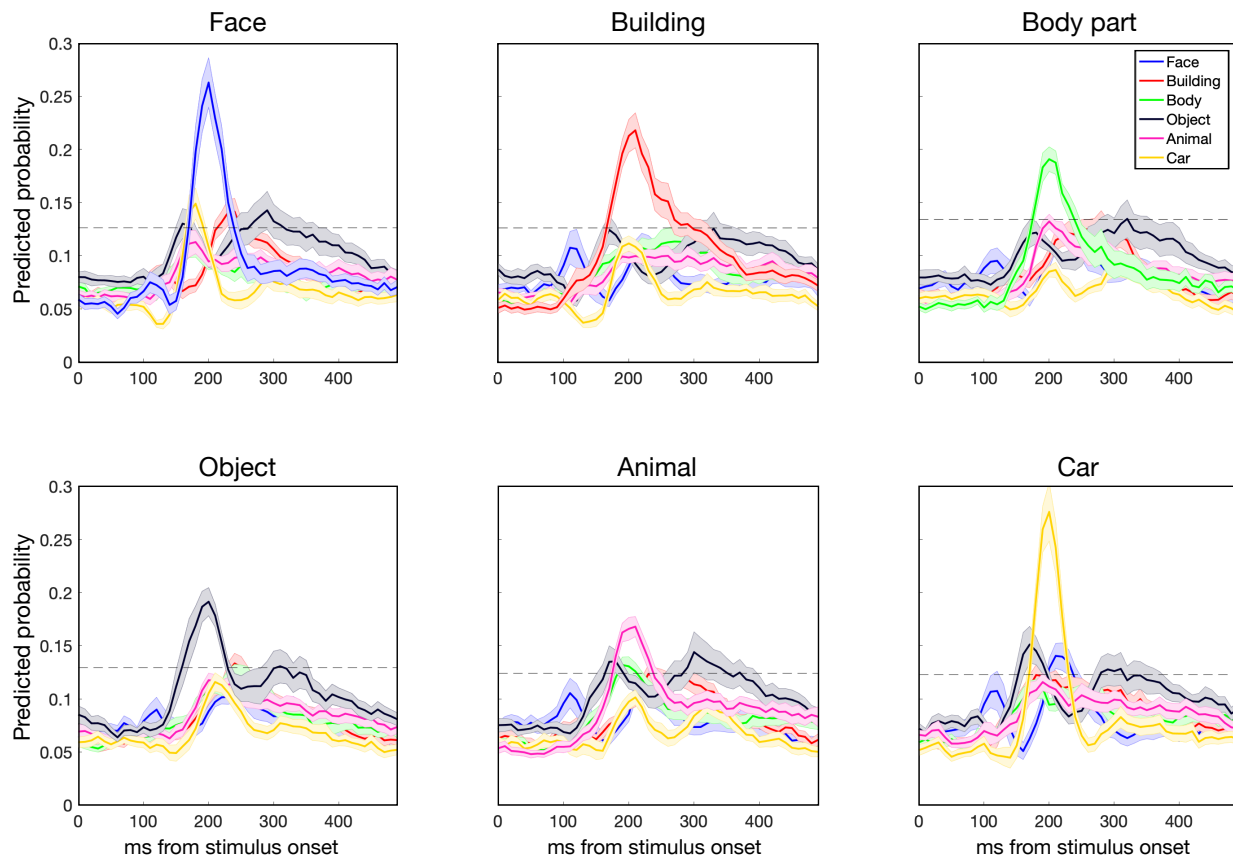 Face
Building
Body part
0.3
0.25
0.2
0.15
0.1
0.05
0
Predicted probability
0 100 200 300 400
0 100 200 300 400
0 100 200 300 400
Face
Building
Body
Object
Animal
Car
Object
Animal
Car
0.3
0.25
0.2
0.15
0.1
0.05
0
Predicted probability
0 100 200 300 400
0 100 200 300 400
0 100 200 300 400
ms from stimulus onset
ms from stimulus onset
ms from stimulus onset